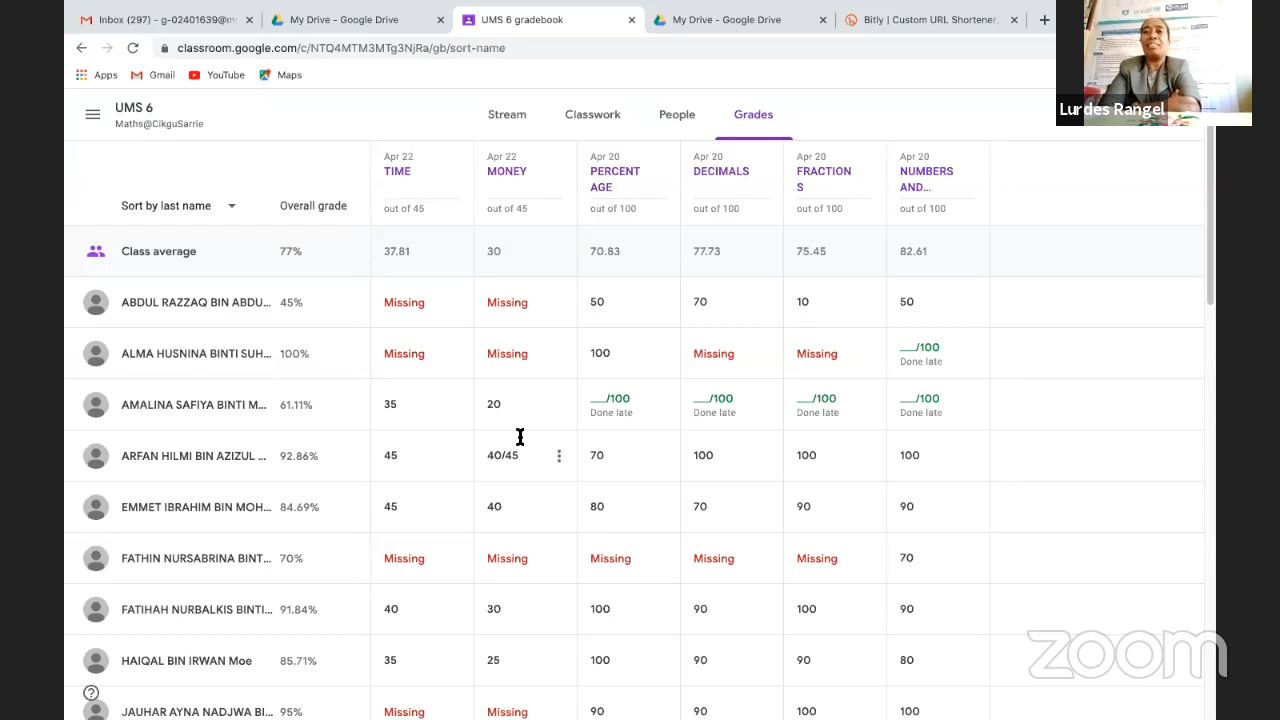 Inbox (297) - g-02401639@m
My Drive - Google Drive
UMS 6 gradebook
My Drive - Google Drive
Bitly | Custom URL Shortener,
classroom.google.com
sort-name
Apps
Gmail
YouTube
Maps
UMS 6
Maths@CikguSarrie
Stream
Classwork
People
Grades
Lurdes Rangel
Sort by last name
Overall grade
Apr 22
TIME
out of 45
Apr 22
MONEY
out of 45
Apr 20
PERCENT
AGE
out of 100
Apr 20
DECIMALS
out of 100
Apr 20
FRACTION
S
out of 100
Apr 20
NUMBERS
AND...
out of 100
Class average 77% 37.81 30 70.83 77.73 75.45 82.61
ABDUL RAZZAQ BIN ABDU... 45% Missing Missing 50 70 10 50
ALMA HUSNINA BINTI SUH... 100% Missing Missing 100 Missing Missing __/100
Done late
AMALINA SAFIYA BINTI M... 61.11% 35 20 __/100 __/100 __/100 __/100
Done late Done late Done late Done late
ARFAN HILMI BIN AZIZUL ... 92.86% 45 40/45 70 100 100 100
EMMET IBRAHIM BIN MOH... 84.69% 45 40 80 70 90 90
FATHIN NURSABRINA BINT... 70% Missing Missing Missing Missing Missing 70
FATIHAH NURBALKIS BINTI... 91.84% 40 30 100 90 100 90
HAIQAL BIN IRWAN Moe 85.71% 35 25 100 90 90 80
JAUHAR AYNA NADJWA BI... 95% Missing Missing 90 90 100 100
zoom